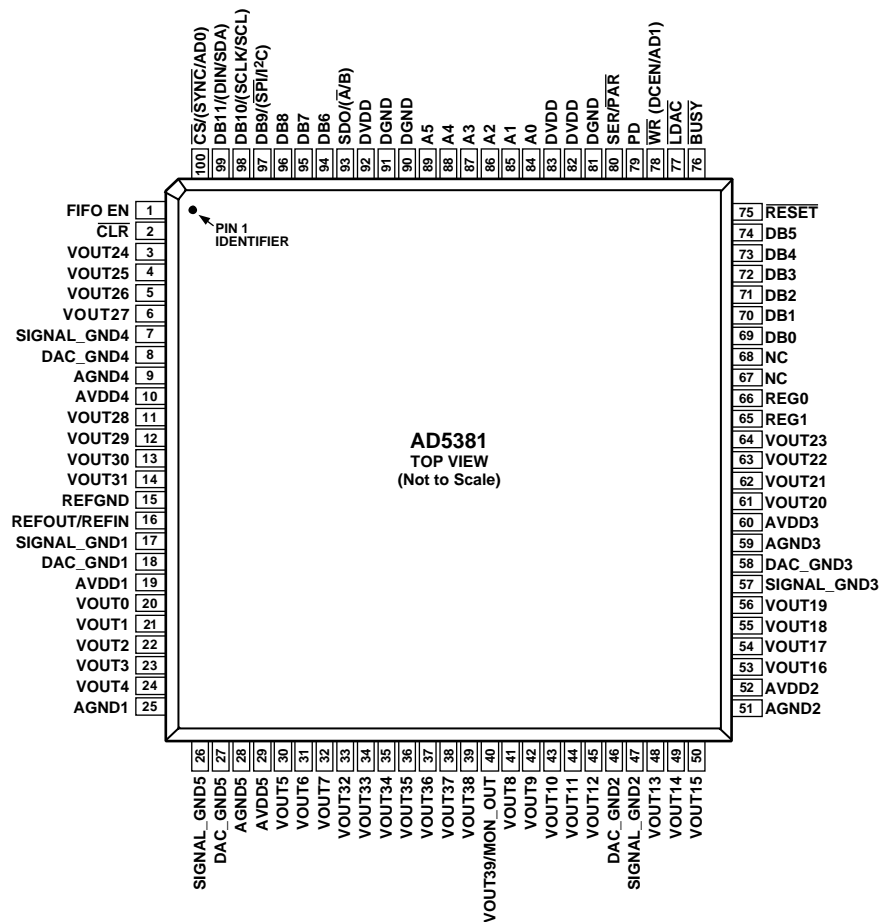 CS/(SYNC/AD0)
DB11/(DIN/SDA)
DB10/(SCLK/SCL)
DB9/(SPI/I²C)
DB8
DB7
DB6
SDO/(A/B)
DVDD
DGND
DGND
A5
A4
A3
A2
A1
A0
DVDD
DVDD
DGND
SER/PAR
PD
WR (DCEN/AD1)
LDAC
BUSY
100
99
98
97
96
95
94
93
92
91
90
89
88
87
86
85
84
83
82
81
80
79
78
77
76
FIFO EN 1
CLR 2
VOUT24 3
VOUT25 4
VOUT26 5
VOUT27 6
SIGNAL_GND4 7
DAC_GND4 8
AGND4 9
AVDD4 10
VOUT28 11
VOUT29 12
VOUT30 13
VOUT31 14
REFGND 15
REFOUT/REFIN 16
SIGNAL_GND1 17
DAC_GND1 18
AVDD1 19
VOUT0 20
VOUT1 21
VOUT2 22
VOUT3 23
VOUT4 24
AGND1 25
PIN 1
IDENTIFIER
AD5381
TOP VIEW
(Not to Scale)
75 RESET
74 DB5
73 DB4
72 DB3
71 DB2
70 DB1
69 DB0
68 NC
67 NC
66 REG0
65 REG1
64 VOUT23
63 VOUT22
62 VOUT21
61 VOUT20
60 AVDD3
59 AGND3
58 DAC_GND3
57 SIGNAL_GND3
56 VOUT19
55 VOUT18
54 VOUT17
53 VOUT16
52 AVDD2
51 AGND2
26
27
28
29
30
31
32
33
34
35
36
37
38
39
40
41
42
43
44
45
46
47
48
49
50
SIGNAL_GND5
DAC_GND5
AGND5
AVDD5
VOUT5
VOUT6
VOUT7
VOUT32
VOUT33
VOUT34
VOUT35
VOUT36
VOUT37
VOUT38
VOUT39/MON_OUT
VOUT8
VOUT9
VOUT10
VOUT11
VOUT12
DAC_GND2
SIGNAL_GND2
VOUT13
VOUT14
VOUT15